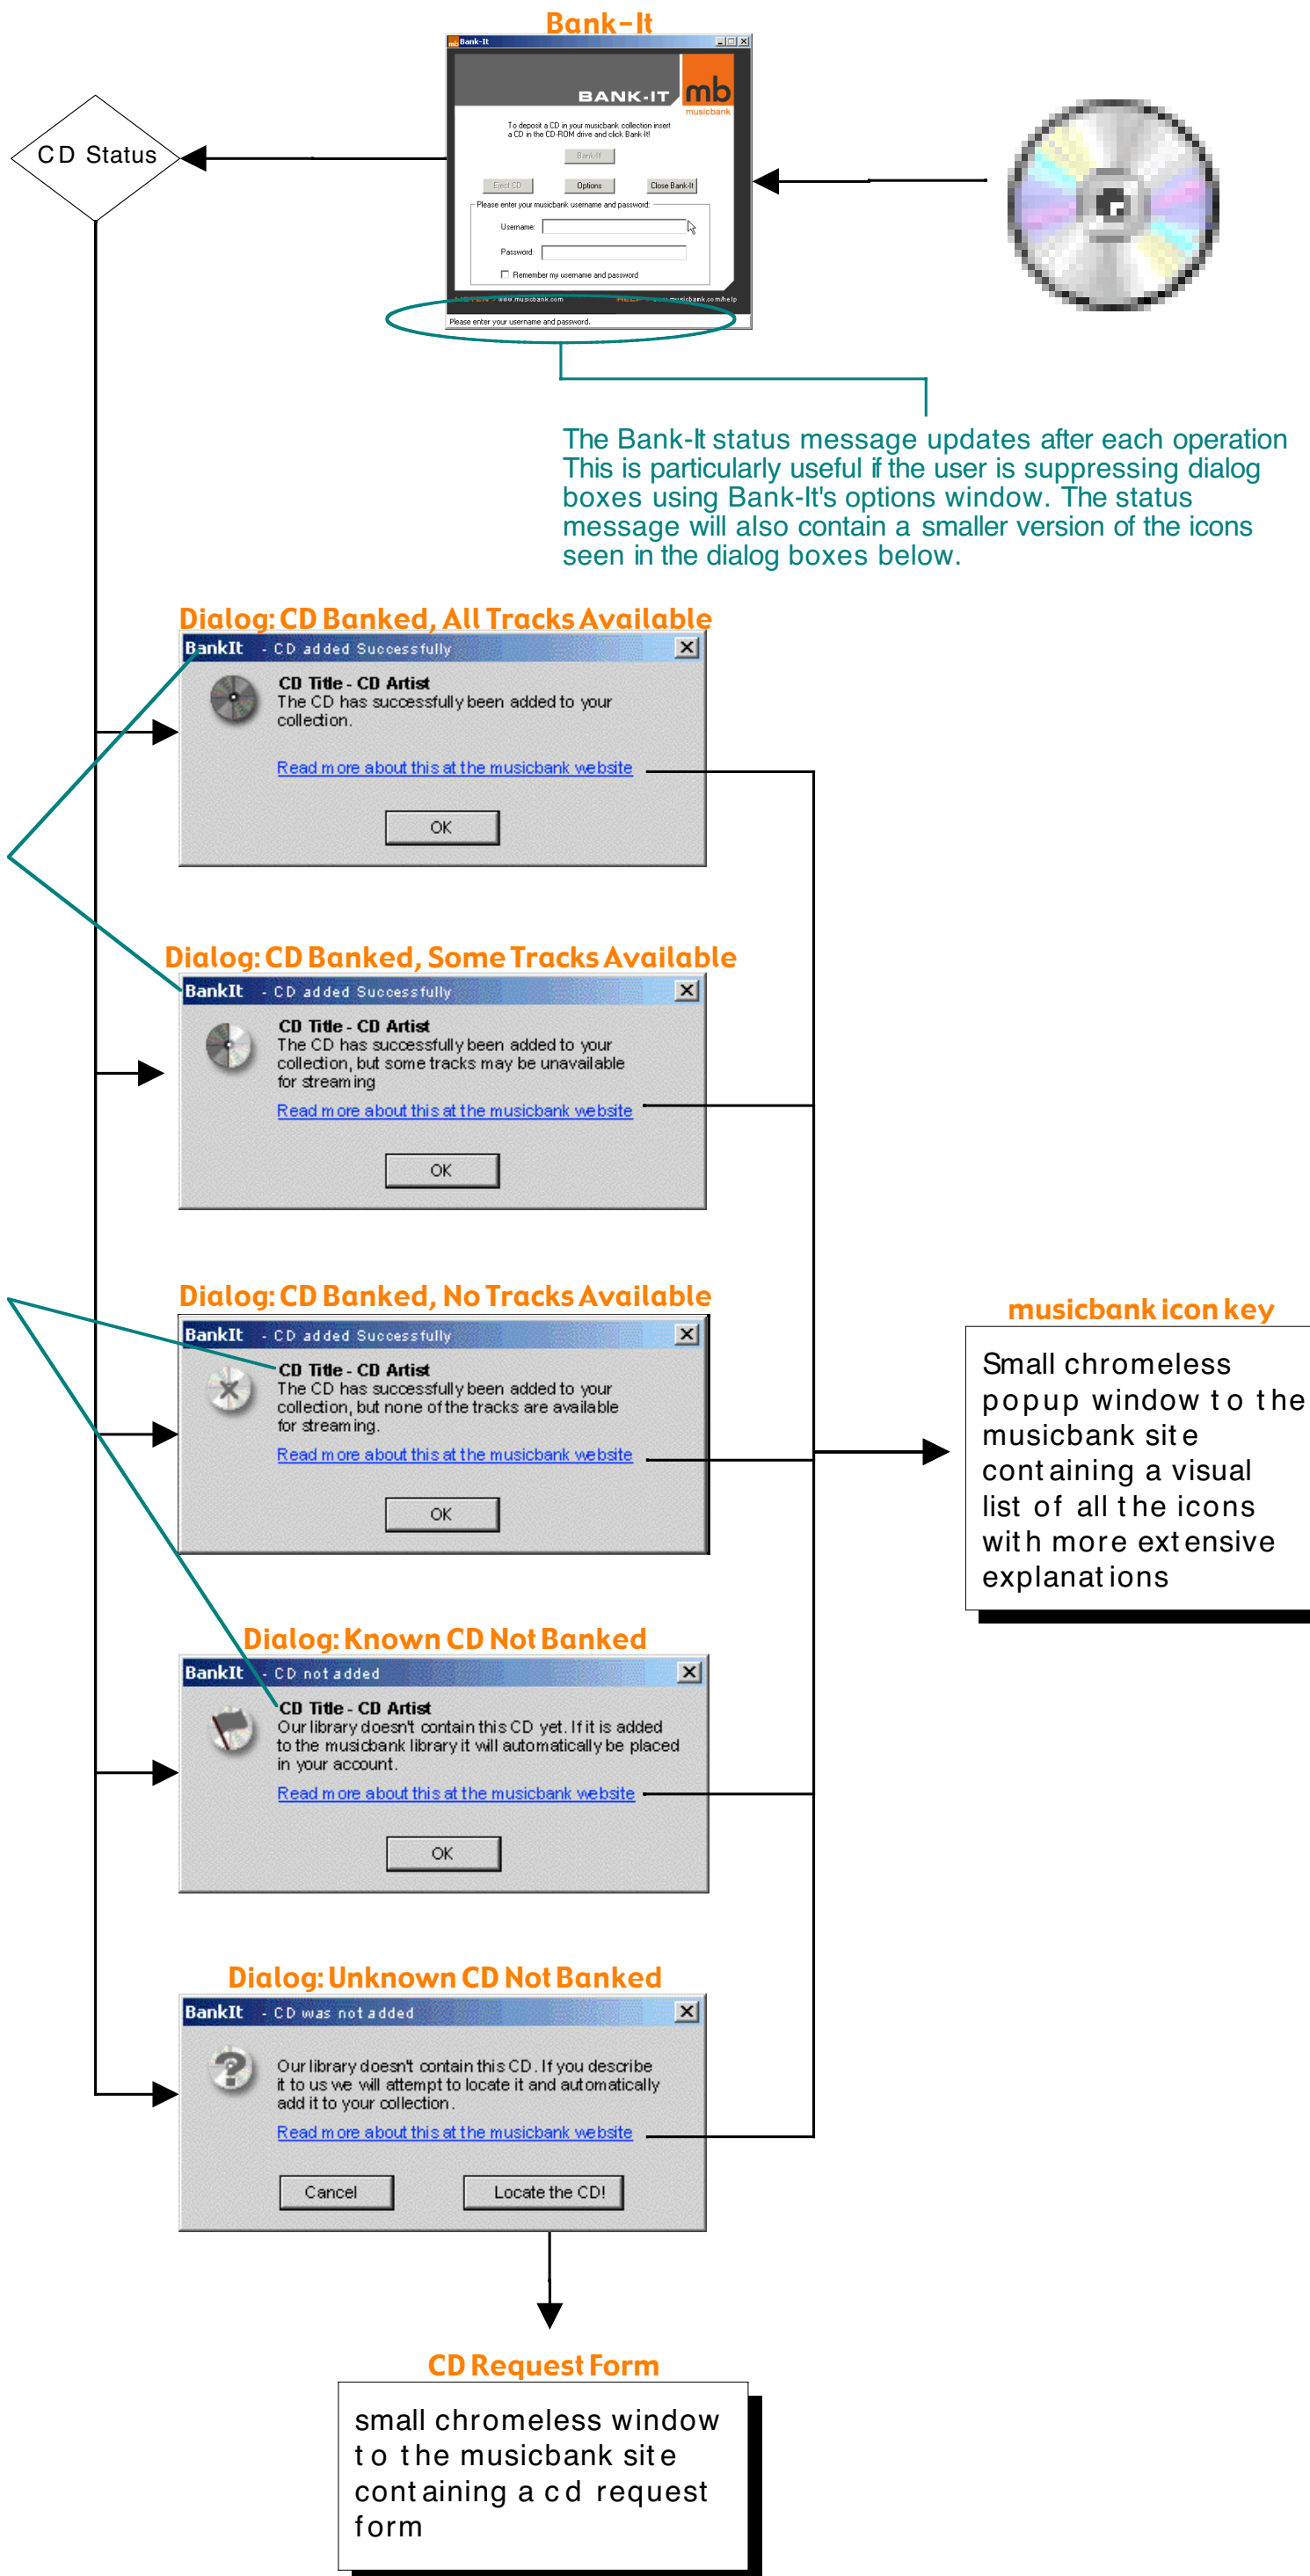 Bank-It
Bank-It
BANK-IT
mb
musicbank
To deposit a CD in your musicbank collection insert
a CD in the CD-ROM drive and click Bank-It!
Bank-It!
Eject CD
Options
Close Bank-It
Please enter your musicbank username and password:
Username:
Password:
Remember my username and password
www.musicbank.com
Please enter your username and password.
CD Status
The Bank-It status message updates after each operation
This is particularly useful if the user is suppressing dialog
boxes using Bank-It's options window. The status
message will also contain a smaller version of the icons
seen in the dialog boxes below.
Dialog: CD Banked, All Tracks Available
BankIt - CD added Successfully
CD Title - CD Artist
The CD has successfully been added to your
collection.
Read more about this at the musicbank website
OK
Dialog: CD Banked, Some Tracks Available
BankIt - CD added Successfully
CD Title - CD Artist
The CD has successfully been added to your
collection, but some tracks may be unavailable
for streaming
Read more about this at the musicbank website
OK
Dialog: CD Banked, No Tracks Available
BankIt - CD added Successfully
CD Title - CD Artist
The CD has successfully been added to your
collection, but none of the tracks are available
for streaming.
Read more about this at the musicbank website
OK
musicbank icon key
Small chromeless
popup window to the
musicbank site
containing a visual
list of all the icons
with more extensive
explanations
Dialog: Known CD Not Banked
BankIt - CD not added
CD Title - CD Artist
Our library doesn't contain this CD yet. If it is added
to the musicbank library it will automatically be placed
in your account.
Read more about this at the musicbank website
OK
Dialog: Unknown CD Not Banked
BankIt - CD was not added
Our library doesn't contain this CD. If you describe
it to us we will attempt to locate it and automatically
add it to your collection.
Read more about this at the musicbank website
Cancel
Locate the CD!
CD Request Form
small chromeless window
to the musicbank site
containing a cd request
form